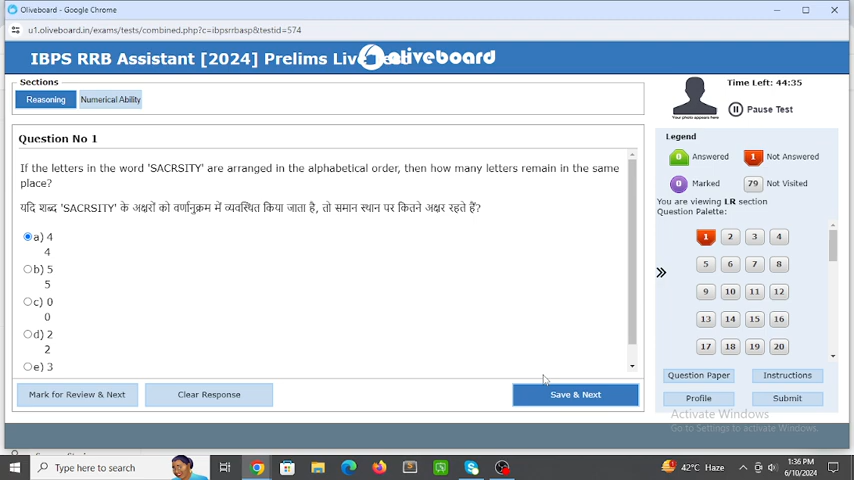 Oliveboard - Google Chrome
u1.oliveboard.in/exams/tests/combined.php?c=ibpsrrbasp&testid=574
IBPS RRB Assistant [2024] Prelims Live
oliveboard
Sections
Reasoning
Numerical Ability
Time Left: 44:35
Your photo appears here
Pause Test
Question No 1
Legend
0 Answered
1 Not Answered
0 Marked
79 Not Visited
You are viewing LR section
Question Palette:
If the letters in the word 'SACRSITY' are arranged in the alphabetical order, then how many letters remain in the same
place?
यदि शब्द 'SACRSITY' के अक्षरों को वर्णानुक्रम में व्यवस्थित किया जाता है, तो समान स्थान पर कितने अक्षर रहते हैं?
a) 4
4
b) 5
5
c) 0
0
d) 2
2
e) 3
1 2 3 4
5 6 7 8
9 10 11 12
13 14 15 16
17 18 19 20
Mark for Review & Next
Clear Response
Save & Next
Question Paper
Instructions
Profile
Submit
Activate Windows
Go to Settings to activate Windows.
Type here to search
42°C Haze
1:36 PM
6/10/2024